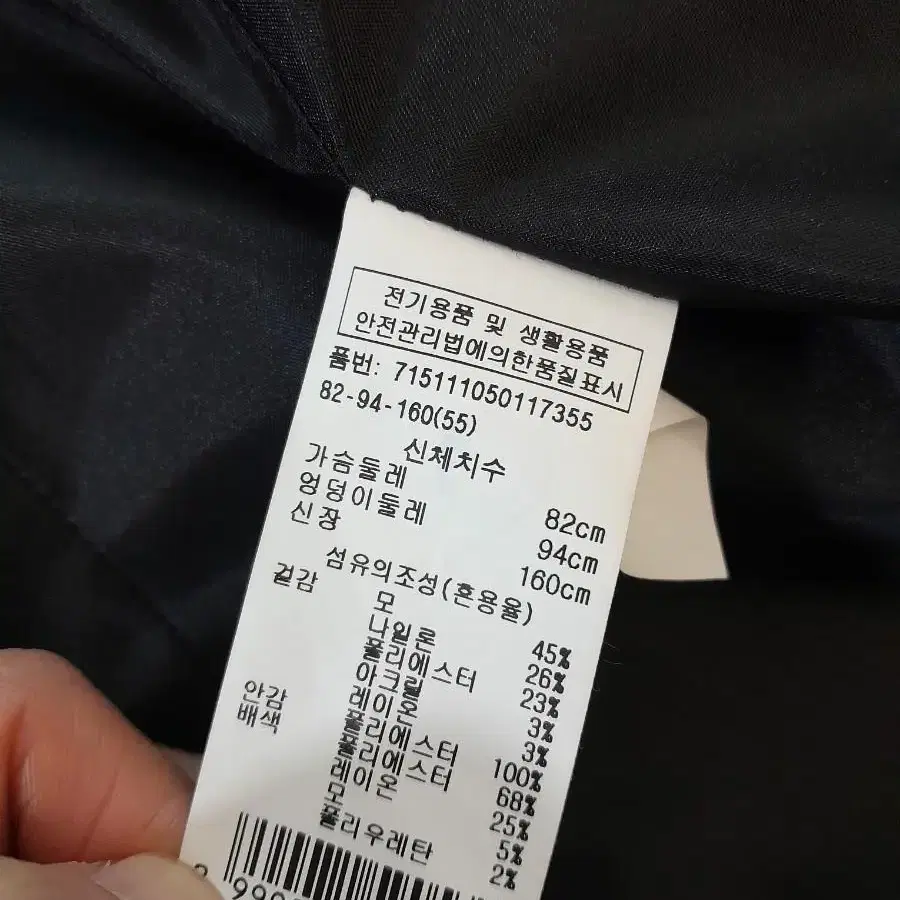 전기용품 및 생활용품
안전관리법에의한품질표시
품번: 715111050117355
82-94-160(55)
신체치수
가슴둘레 82cm
엉덩이둘레 94cm
신장 160cm
섬유의조성(혼용율)
겉감 모 45%
나일론 26%
폴리에스터 23%
아크릴 3%
레이온 3%
안감 폴리에스터 100%
배색 폴리에스터 68%
레이온 25%
모 5%
폴리우레탄 2%